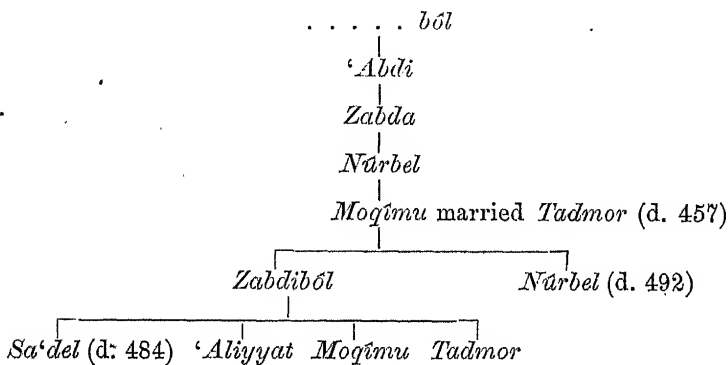 . . . . . bôl
‘Abdi
Zabda
Nûrbel
Moqîmu married Tadmor (d. 457)
Zabdibôl Nûrbel (d. 492)
Sa‘del (d. 484) ‘Aliyyat Moqîmu Tadmor